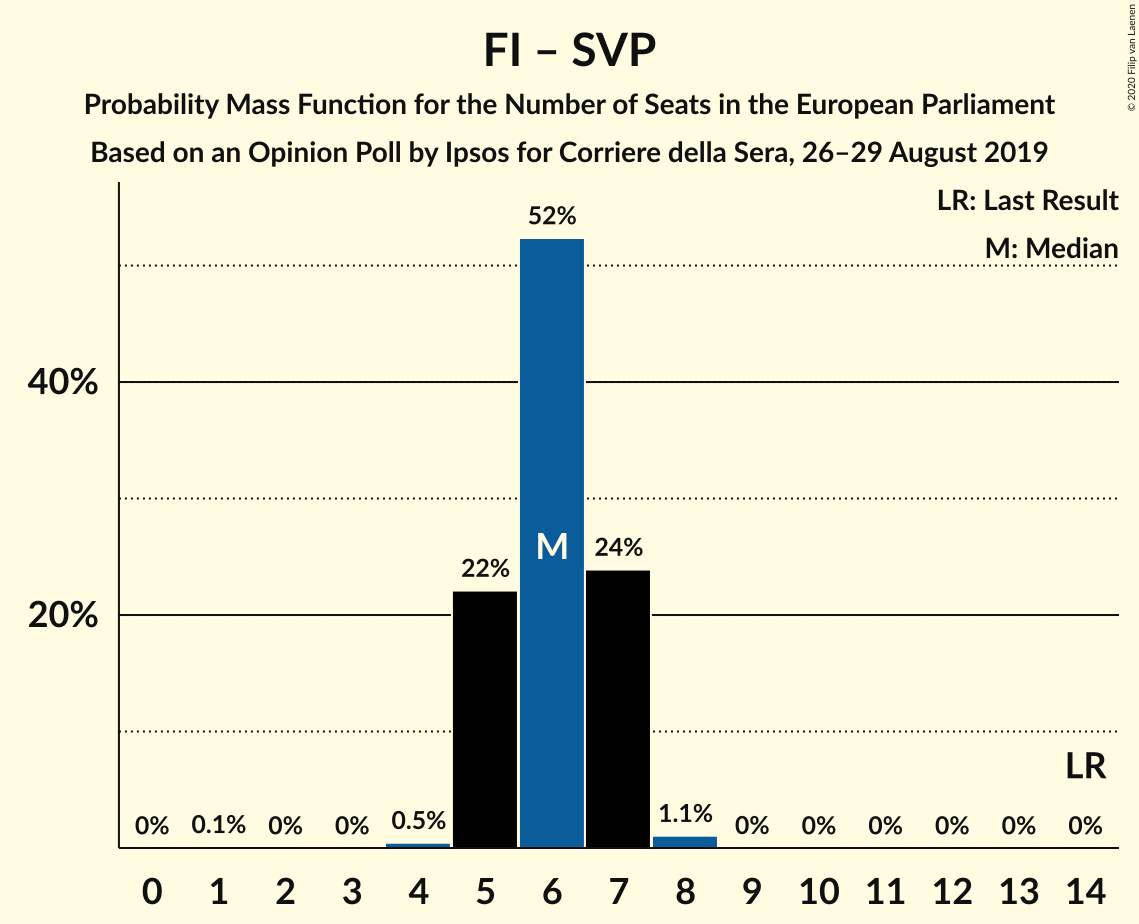 FI – SVP
Probability Mass Function for the Number of Seats in the European Parliament
Based on an Opinion Poll by Ipsos for Corriere della Sera, 26–29 August 2019
© 2020 Filip van Laenen
LR: Last Result
M: Median
52%
40%
M
24%
22%
20%
LR
0% 0.1% 0% 0% 0.5% 1.1% 0% 0% 0% 0% 0% 0%
0 1 2 3 4 5 6 7 8 9 10 11 12 13 14